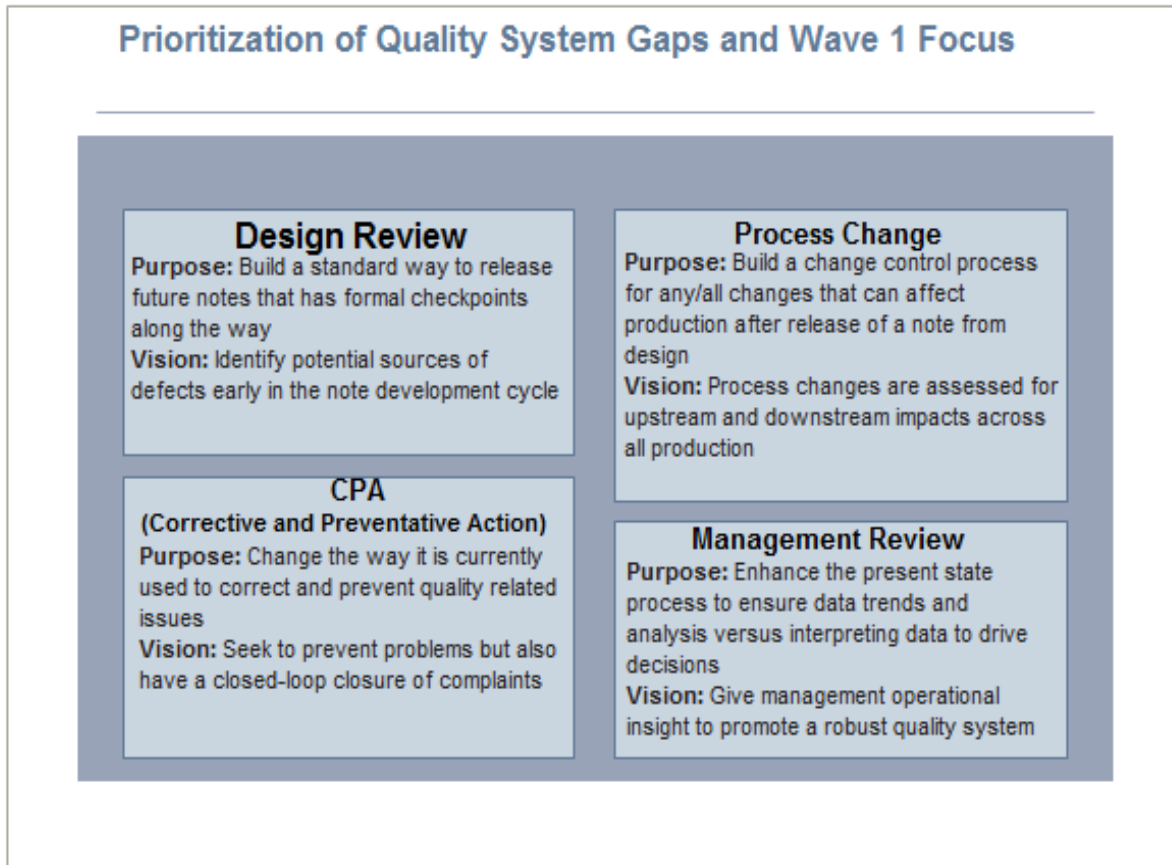 Prioritization of Quality System Gaps and Wave 1 Focus
Design Review
Purpose: Build a standard way to release
future notes that has formal checkpoints
along the way
Vision: Identify potential sources of
defects early in the note development cycle
Process Change
Purpose: Build a change control process
for any/all changes that can affect
production after release of a note from
design
Vision: Process changes are assessed for
upstream and downstream impacts across
all production
CPA
(Corrective and Preventative Action)
Purpose: Change the way it is currently
used to correct and prevent quality related
issues
Vision: Seek to prevent problems but also
have a closed-loop closure of complaints
Management Review
Purpose: Enhance the present state
process to ensure data trends and
analysis versus interpreting data to drive
decisions
Vision: Give management operational
insight to promote a robust quality system